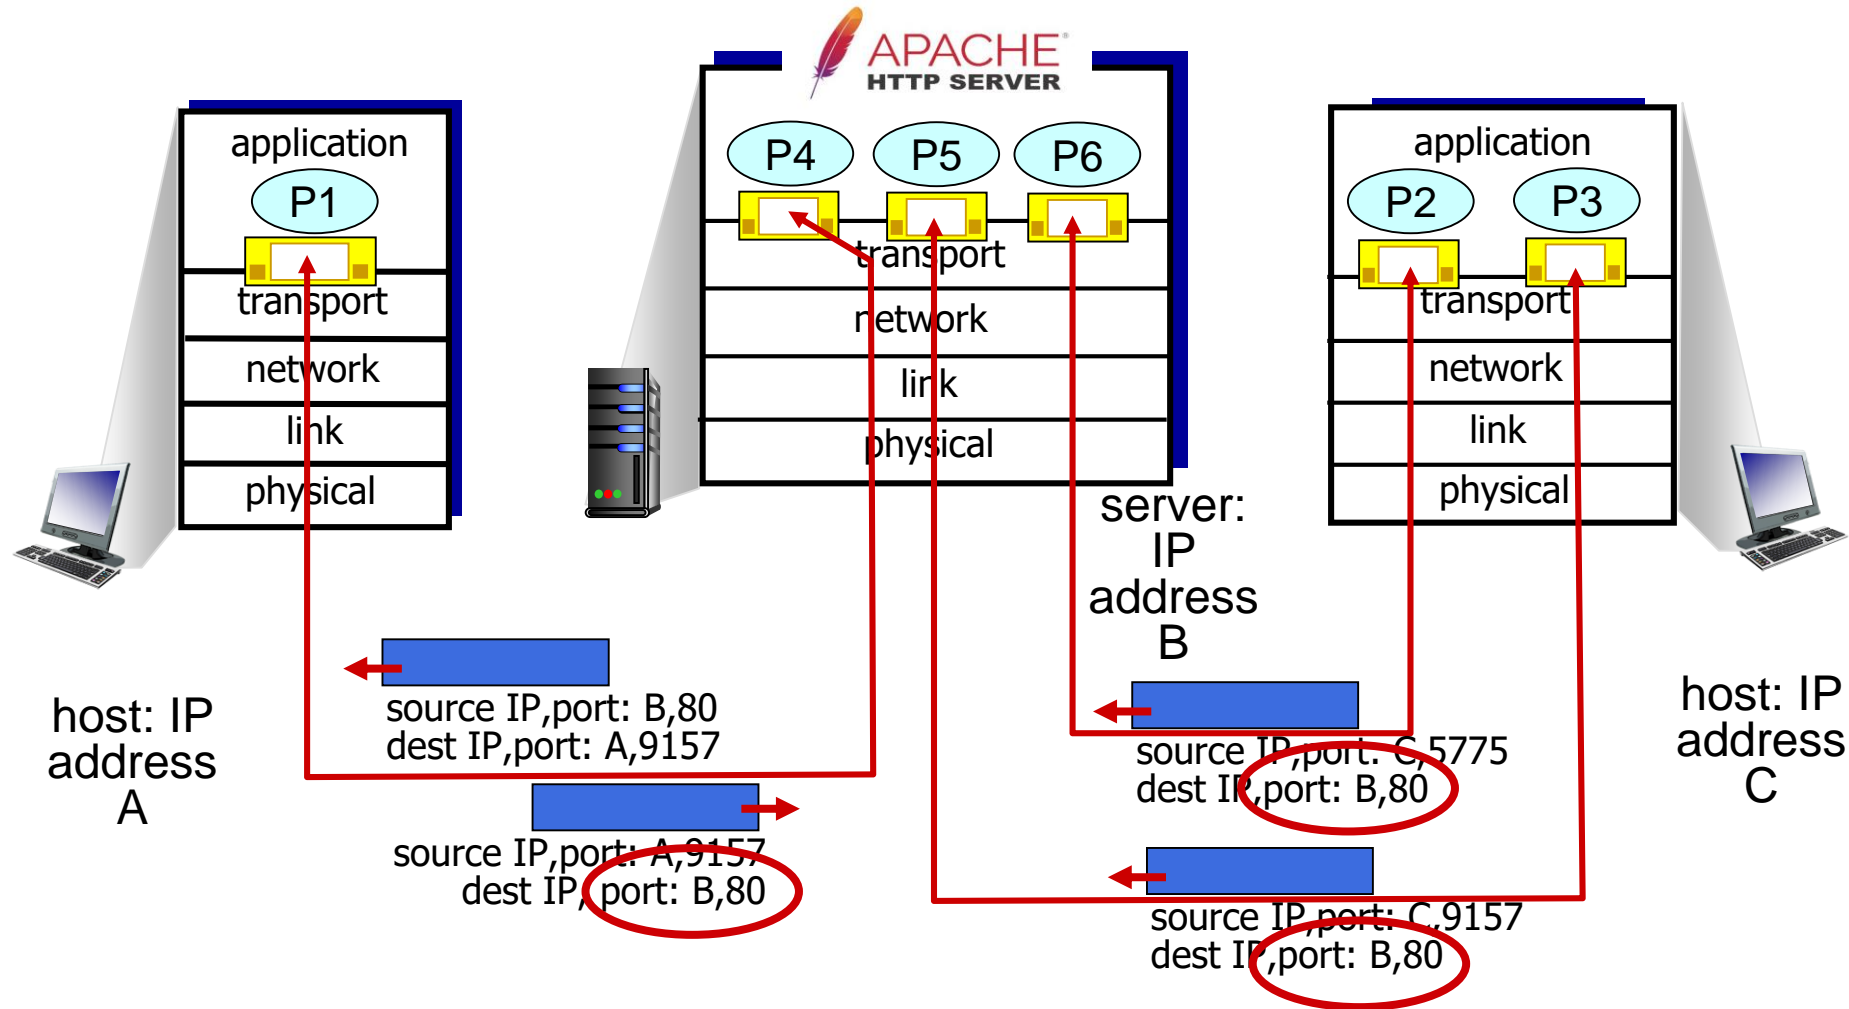 APACHE®
HTTP SERVER
application
P1
transport
network
link
physical
P4
P5
P6
transport
network
link
physical
application
P2
P3
transport
network
link
physical
server:
IP
address
B
host: IP
address
A
host: IP
address
C
source IP,port: B,80
dest IP,port: A,9157
source IP,port: A,9157
dest IP, port: B,80
source IP,port: C,5775
dest IP,port: B,80
source IP,port: C,9157
dest IP,port: B,80